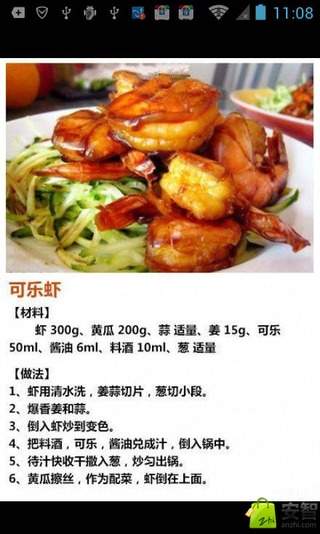 11:08
可乐虾
【材料】
虾 300g、黄瓜 200g、蒜 适量、姜 15g、可乐
50ml、酱油 6ml、料酒 10ml、葱 适量
【做法】
1、虾用清水洗，姜蒜切片，葱切小段。
2、爆香姜和蒜。
3、倒入虾炒到变色。
4、把料酒，可乐，酱油兑成汁，倒入锅中。
5、待汁快收干撒入葱，炒匀出锅。
6、黄瓜擦丝，作为配菜，虾倒在上面。
安智
anzhi.com